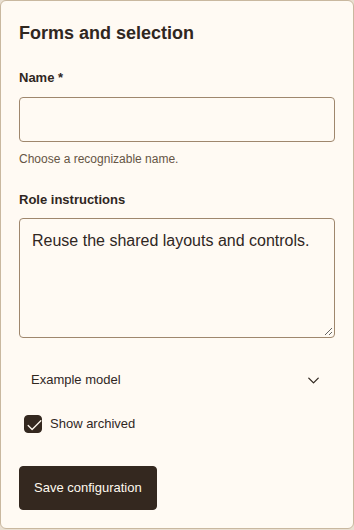 Forms and selection
Name *
Choose a recognizable name.
Role instructions
Reuse the shared layouts and controls.
Example model
Show archived
Save configuration